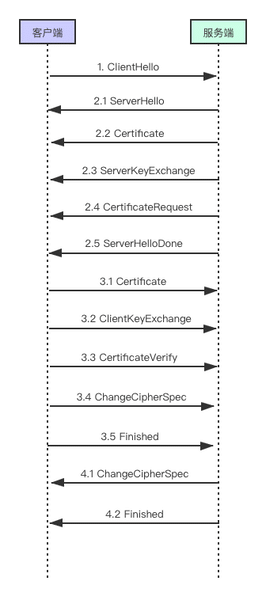 客户端
服务端
1. ClientHello
2.1 ServerHello
2.2 Certificate
2.3 ServerKeyExchange
2.4 CertificateRequest
2.5 ServerHelloDone
3.1 Certificate
3.2 ClientKeyExchange
3.3 CertificateVerify
3.4 ChangeCipherSpec
3.5 Finished
4.1 ChangeCipherSpec
4.2 Finished